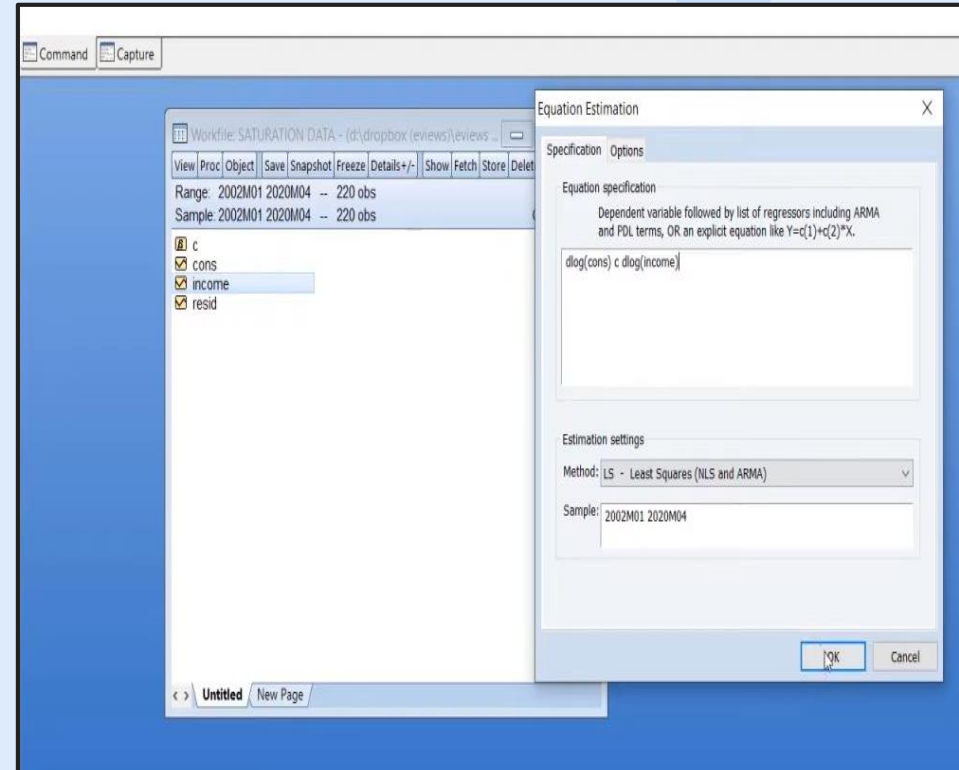 Command
Capture
Workfile: SATURATION DATA - (d:\dropbox (eviews)\eviews ...
View Proc Object Save Snapshot Freeze Details+/- Show Fetch Store Delet
Range: 2002M01 2020M04 -- 220 obs
Sample: 2002M01 2020M04 -- 220 obs
c
cons
income
resid
Untitled New Page
Equation Estimation
Specification Options
Equation specification
Dependent variable followed by list of regressors including ARMA
and PDL terms, OR an explicit equation like Y=c(1)+c(2)*X.
dlog(cons) c dlog(income)
Estimation settings
Method: LS - Least Squares (NLS and ARMA)
Sample: 2002M01 2020M04
OK Cancel